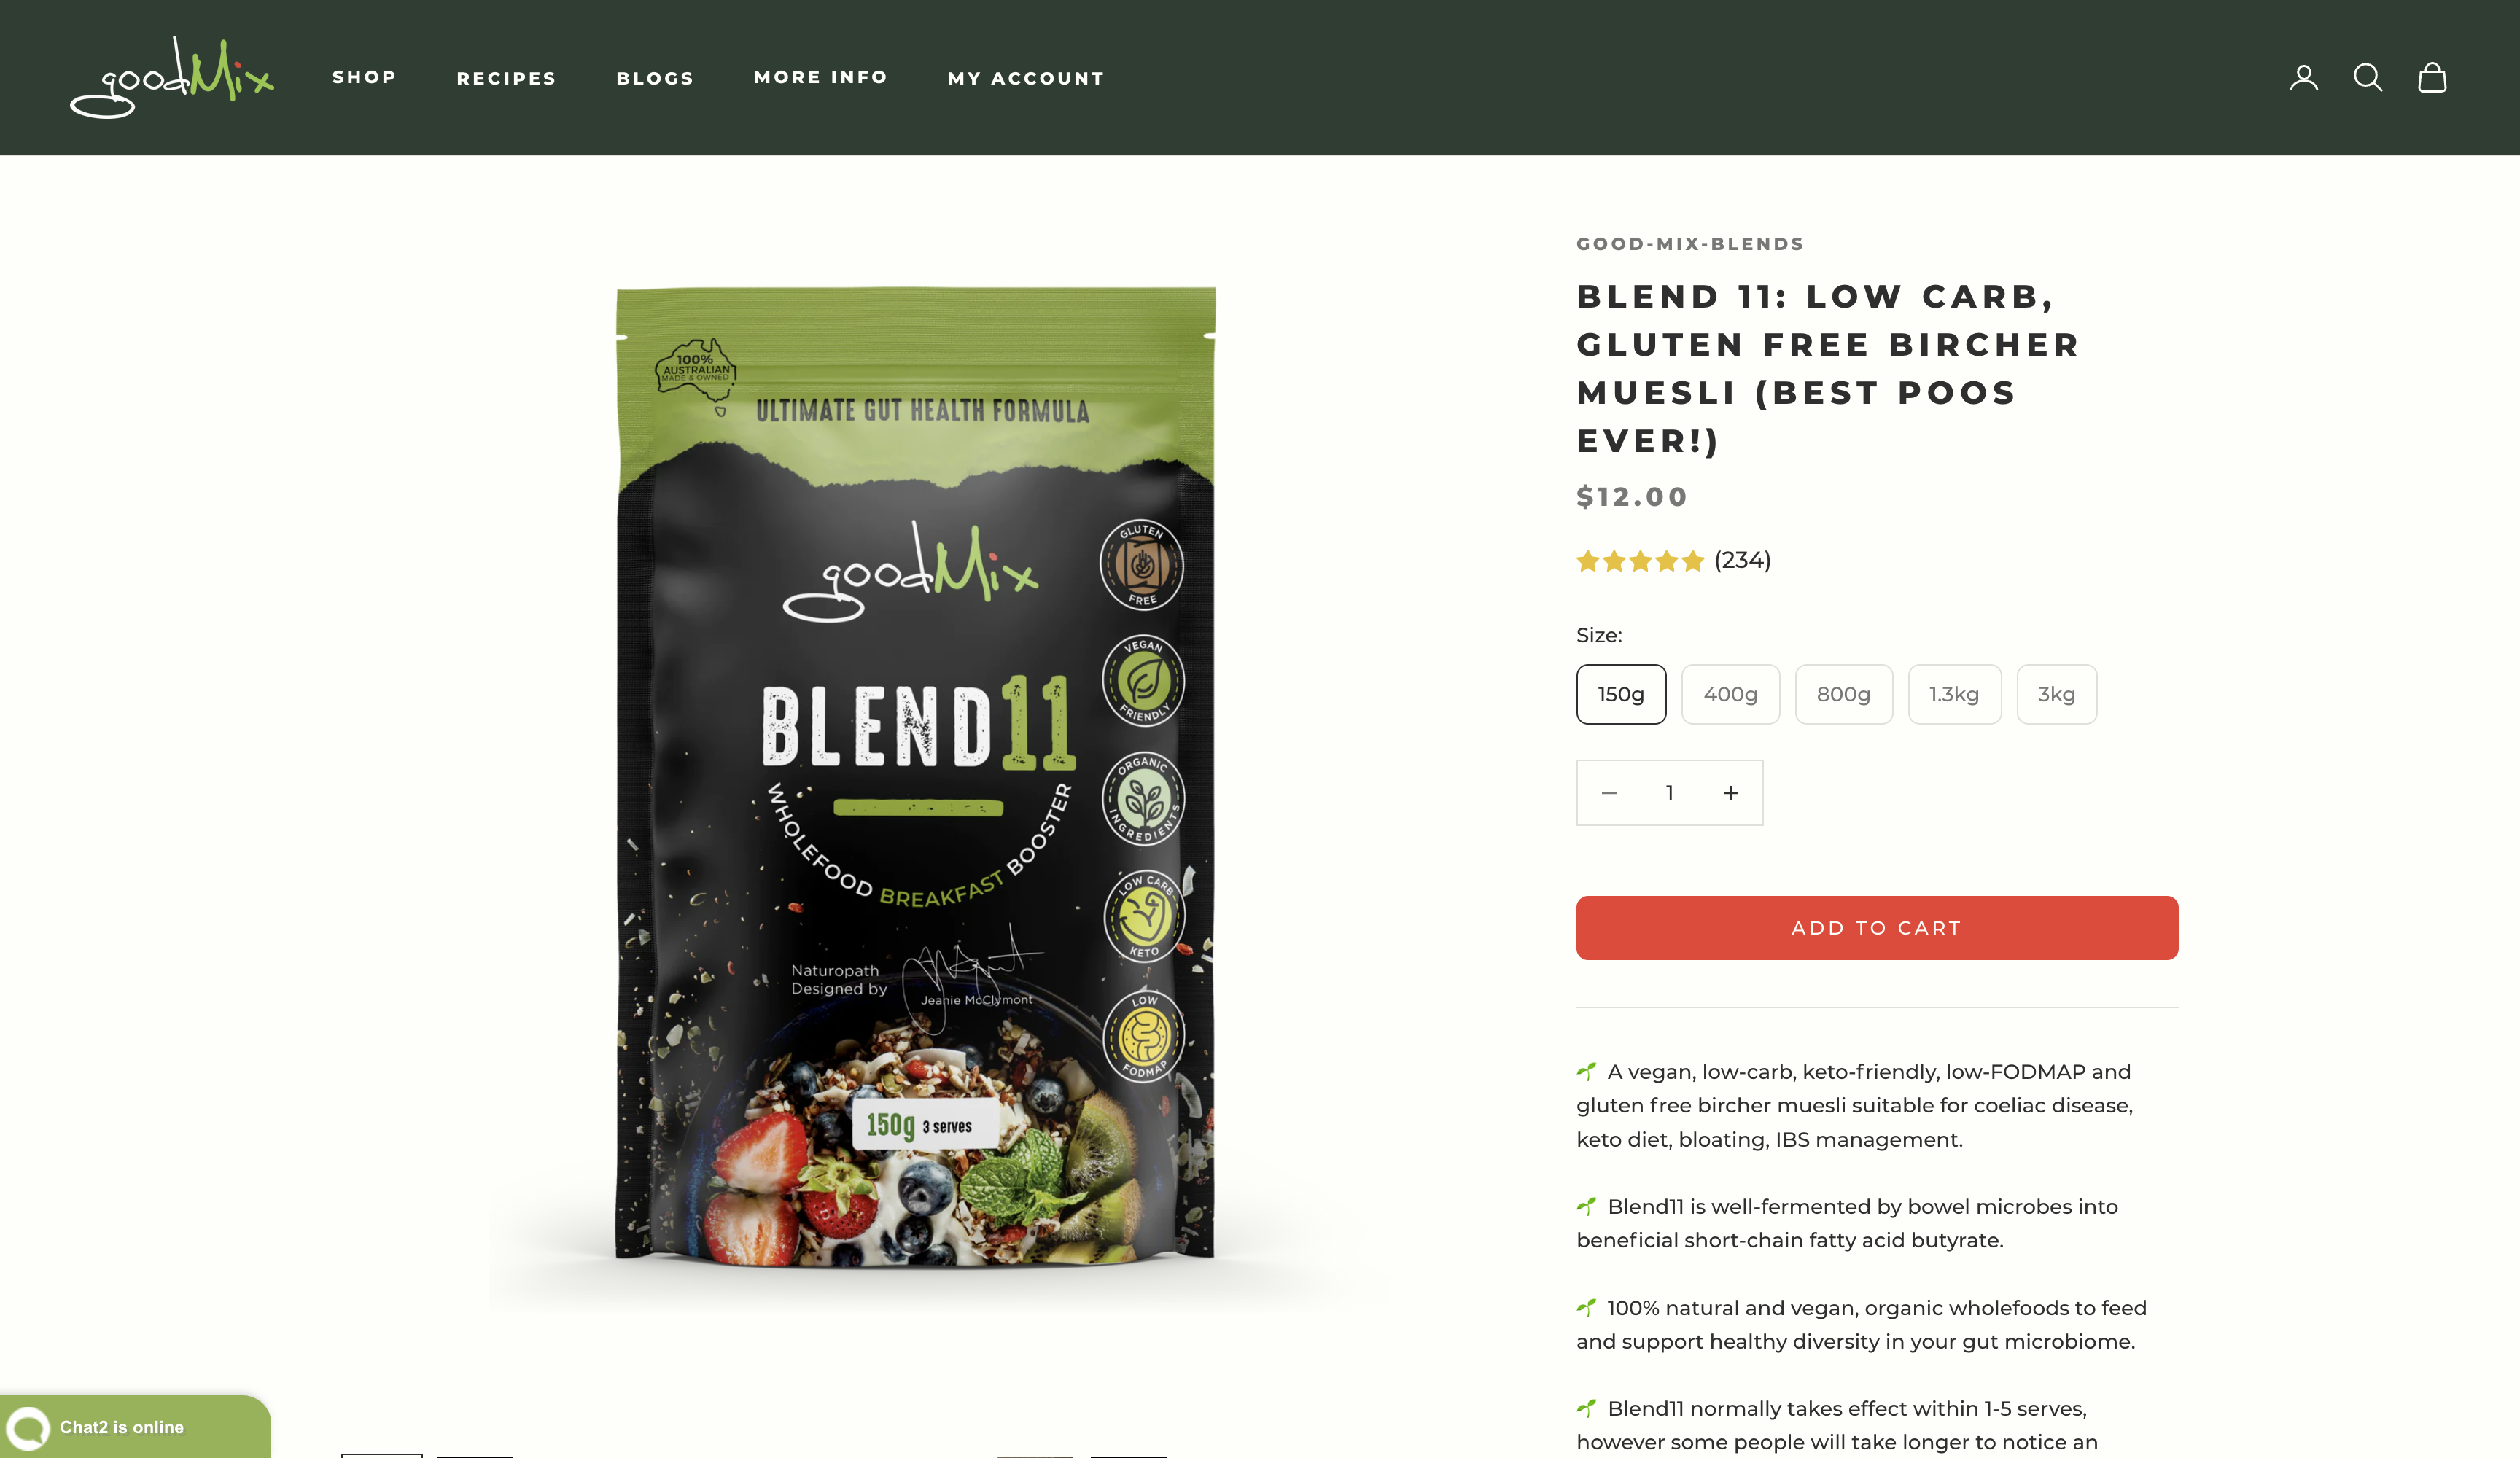 goodMix
SHOP
RECIPES
BLOGS
MORE INFO
MY ACCOUNT
100%
AUSTRALIAN
MADE & OWNED
ULTIMATE GUT HEALTH FORMULA
goodMix
BLEND11
WHOLEFOOD BREAKFAST BOOSTER
Naturopath
Designed by
Jeanie McClymont
GLUTEN
FREE
VEGAN
FRIENDLY
ORGANIC
INGREDIENTS
LOW CARB
KETO
LOW
FODMAP
150g 3 serves
GOOD-MIX-BLENDS
BLEND 11: LOW CARB,
GLUTEN FREE BIRCHER
MUESLI (BEST POOS
EVER!)
$12.00
(234)
Size:
150g 400g 800g 1.3kg 3kg
− 1 +
ADD TO CART
A vegan, low-carb, keto-friendly, low-FODMAP and
gluten free bircher muesli suitable for coeliac disease,
keto diet, bloating, IBS management.
Blend11 is well-fermented by bowel microbes into
beneficial short-chain fatty acid butyrate.
100% natural and vegan, organic wholefoods to feed
and support healthy diversity in your gut microbiome.
Blend11 normally takes effect within 1-5 serves,
however some people will take longer to notice an
Chat2 is online